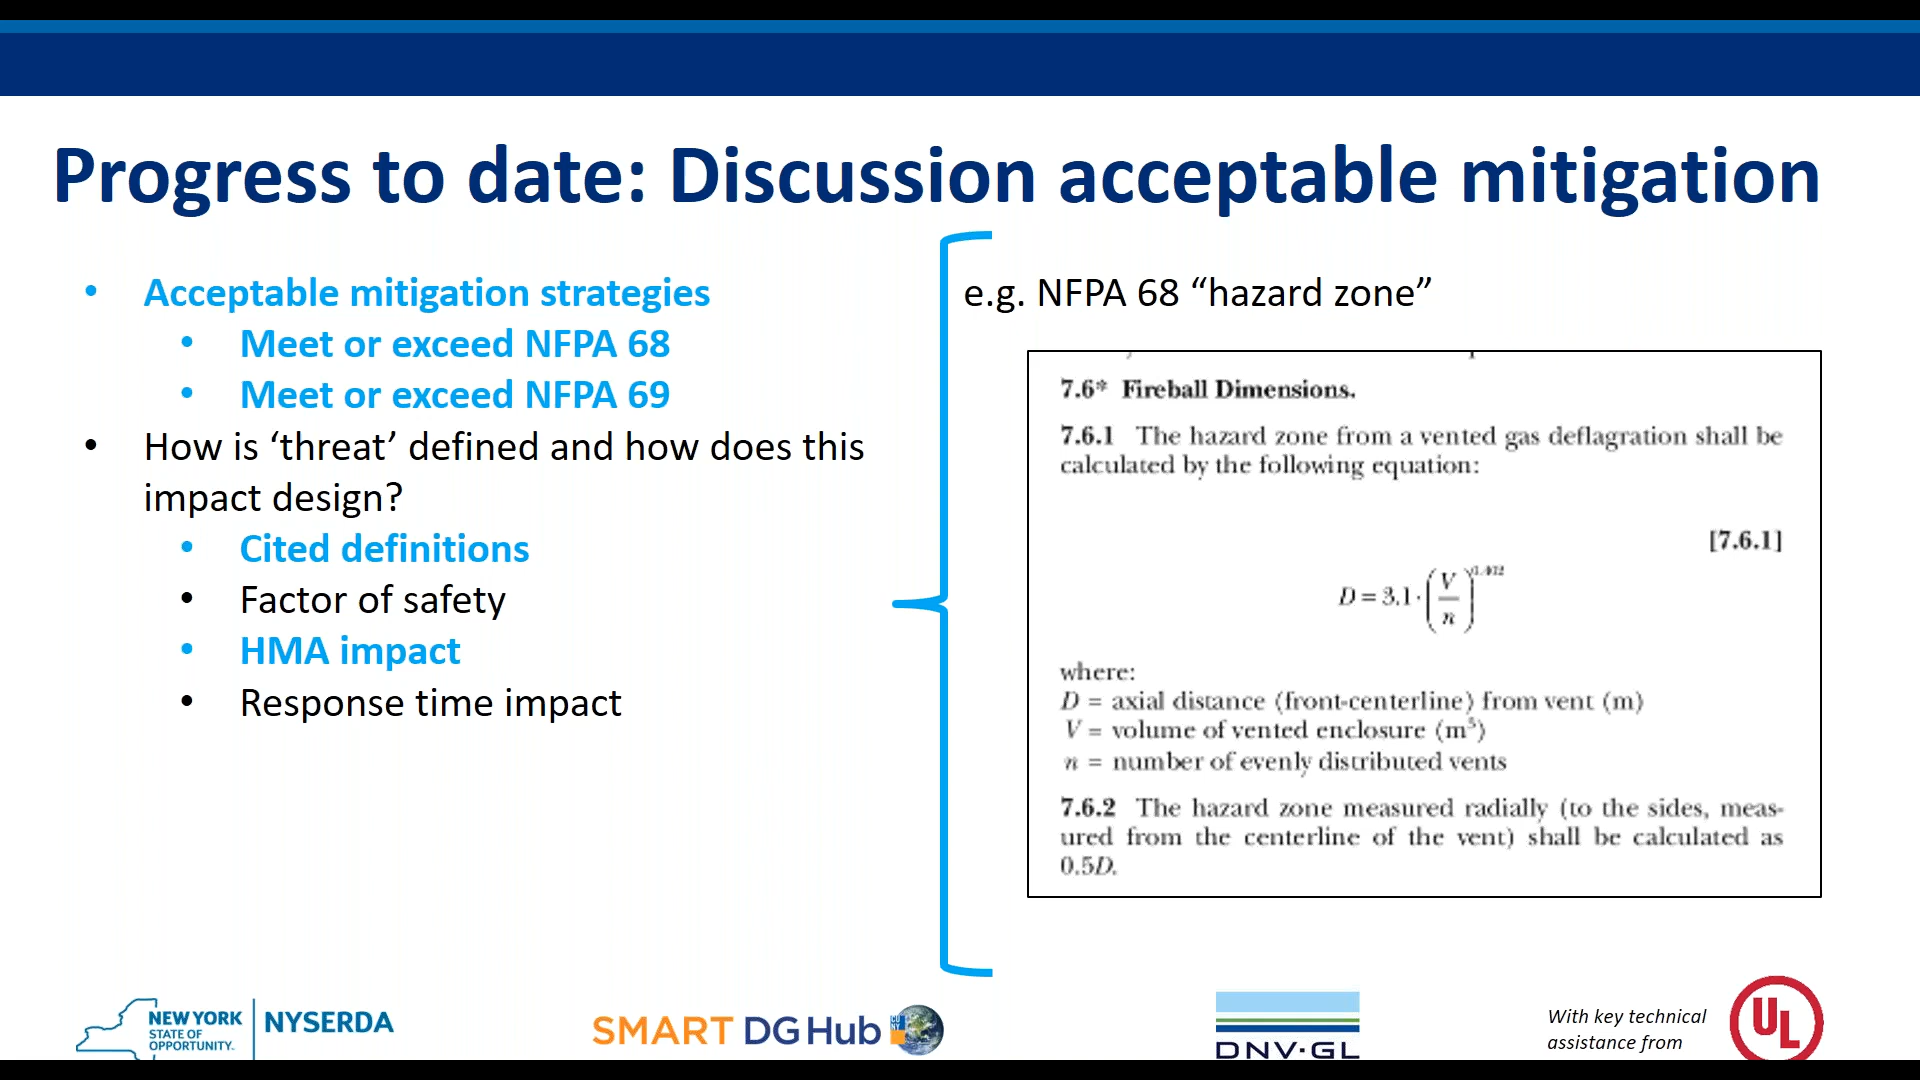 Progress to date: Discussion acceptable mitigation
• Acceptable mitigation strategies
• Meet or exceed NFPA 68
• Meet or exceed NFPA 69
• How is ‘threat’ defined and how does this
impact design?
• Cited definitions
• Factor of safety
• HMA impact
• Response time impact
e.g. NFPA 68 “hazard zone”
7.6* Fireball Dimensions.
7.6.1 The hazard zone from a vented gas deflagration shall be
calculated by the following equation:
[7.6.1]
D = 3.1 · (V/n)
where:
D = axial distance (front-centerline) from vent (m)
V = volume of vented enclosure (m³)
n = number of evenly distributed vents
7.6.2 The hazard zone measured radially (to the sides, meas-
ured from the centerline of the vent) shall be calculated as
0.5D.
NEW YORK
STATE OF
OPPORTUNITY.
NYSERDA
SMART DG Hub
CU
NY
DNV·GL
With key technical
assistance from
UL